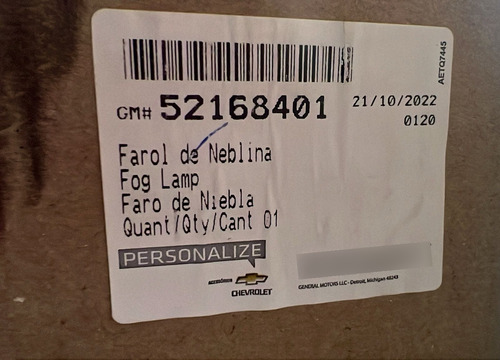 AETQ7445
GM# 52168401 21/10/2022
0120
Farol de Neblina
Fog Lamp
Faro de Niebla
Quant/Qty/Cant 01
PERSONALIZE
CHEVROLET
GENERAL MOTORS LLC - Detroit, Michigan 48243